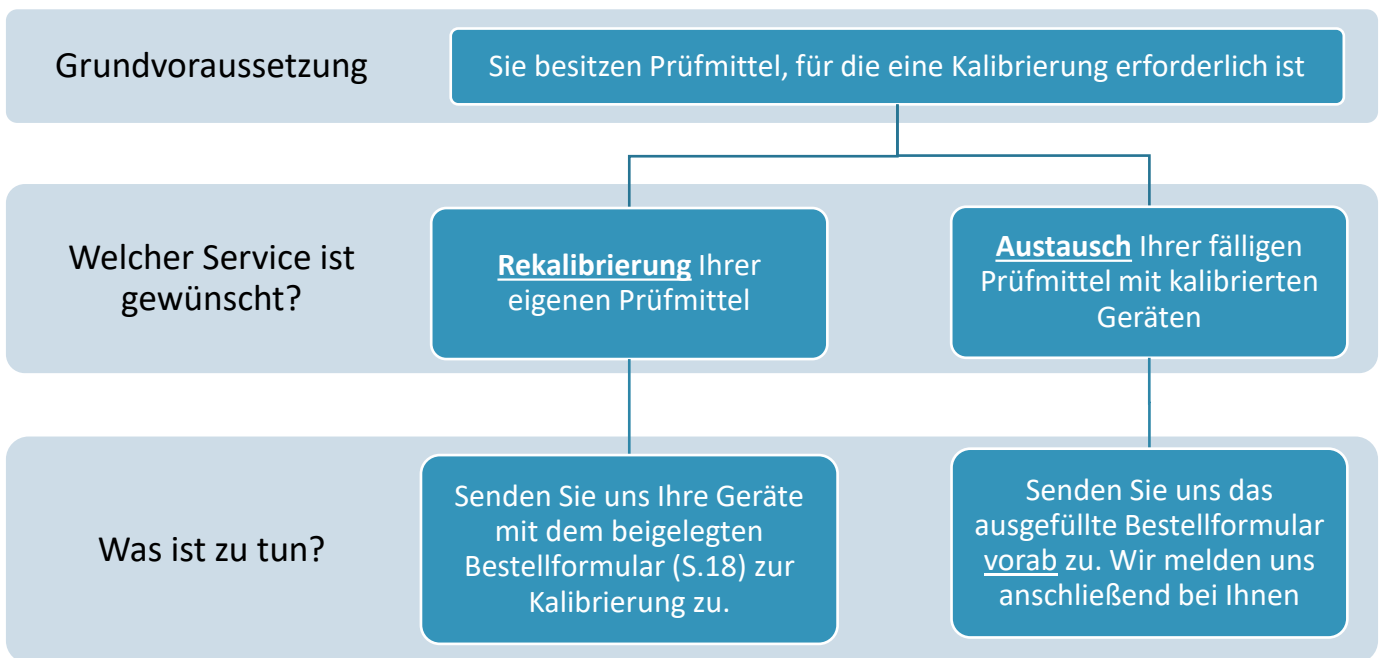 Grundvoraussetzung
Sie besitzen Prüfmittel, für die eine Kalibrierung erforderlich ist
Welcher Service ist
gewünscht?
Rekalibrierung Ihrer
eigenen Prüfmittel
Austausch Ihrer fälligen
Prüfmittel mit kalibrierten
Geräten
Was ist zu tun?
Senden Sie uns Ihre Geräte
mit dem beigelegten
Bestellformular (S.18) zur
Kalibrierung zu.
Senden Sie uns das
ausgefüllte Bestellformular
vorab zu. Wir melden uns
anschließend bei Ihnen